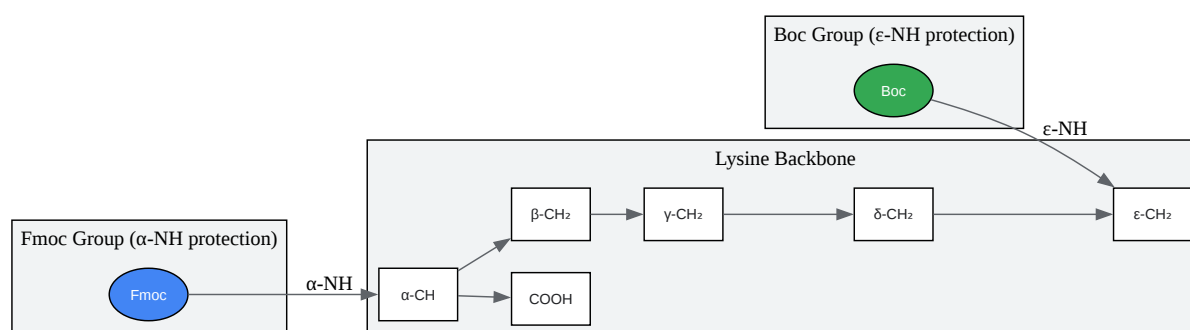 Boc Group (ε-NH protection)
Boc
ε-NH
Lysine Backbone
β-CH₂
γ-CH₂
δ-CH₂
ε-CH₂
Fmoc Group (α-NH protection)
Fmoc
α-NH
α-CH
COOH